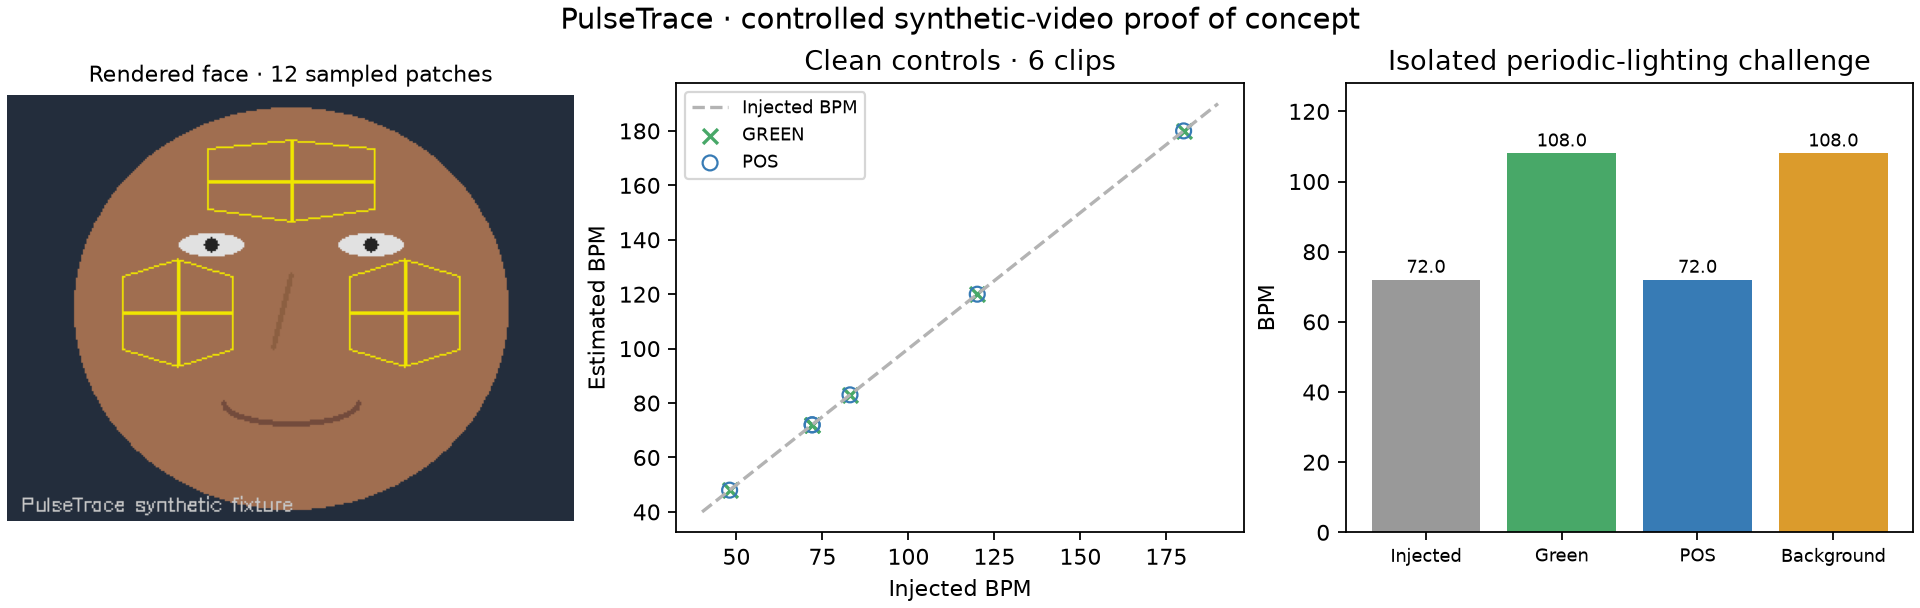 PulseTrace · controlled synthetic-video proof of concept
Rendered face · 12 sampled patches
PulseTrace synthetic fixture
Clean controls · 6 clips
Injected BPM
GREEN
POS
Estimated BPM
180
160
140
120
100
80
60
40
50 75 100 125 150 175
Injected BPM
Isolated periodic-lighting challenge
BPM
120
100
80
60
40
20
0
72.0 108.0 72.0 108.0
Injected Green POS Background